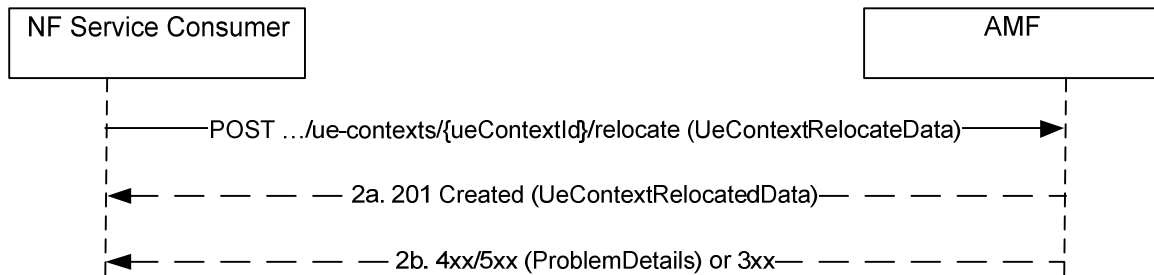 NF Service Consumer
AMF
POST …/ue-contexts/{ueContextId}/relocate (UeContextRelocateData)
2a. 201 Created (UeContextRelocatedData)
2b. 4xx/5xx (ProblemDetails) or 3xx